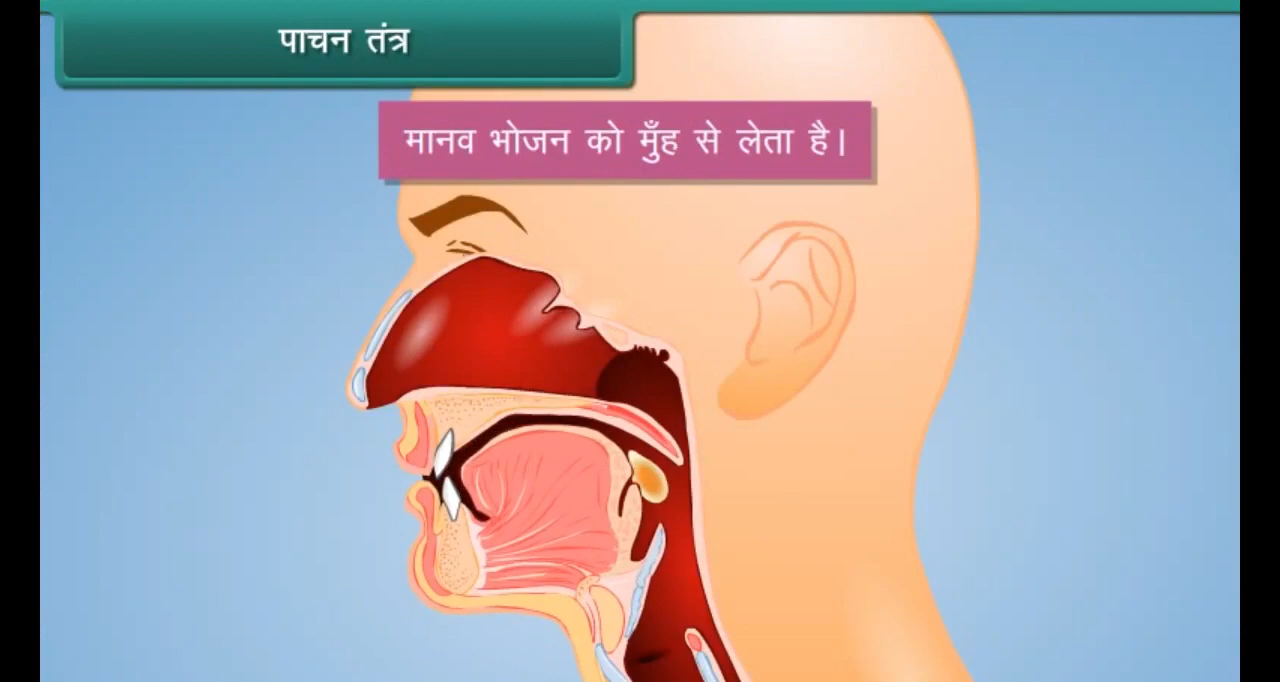 पाचन तंत्र
मानव भोजन को मुँह से लेता है।